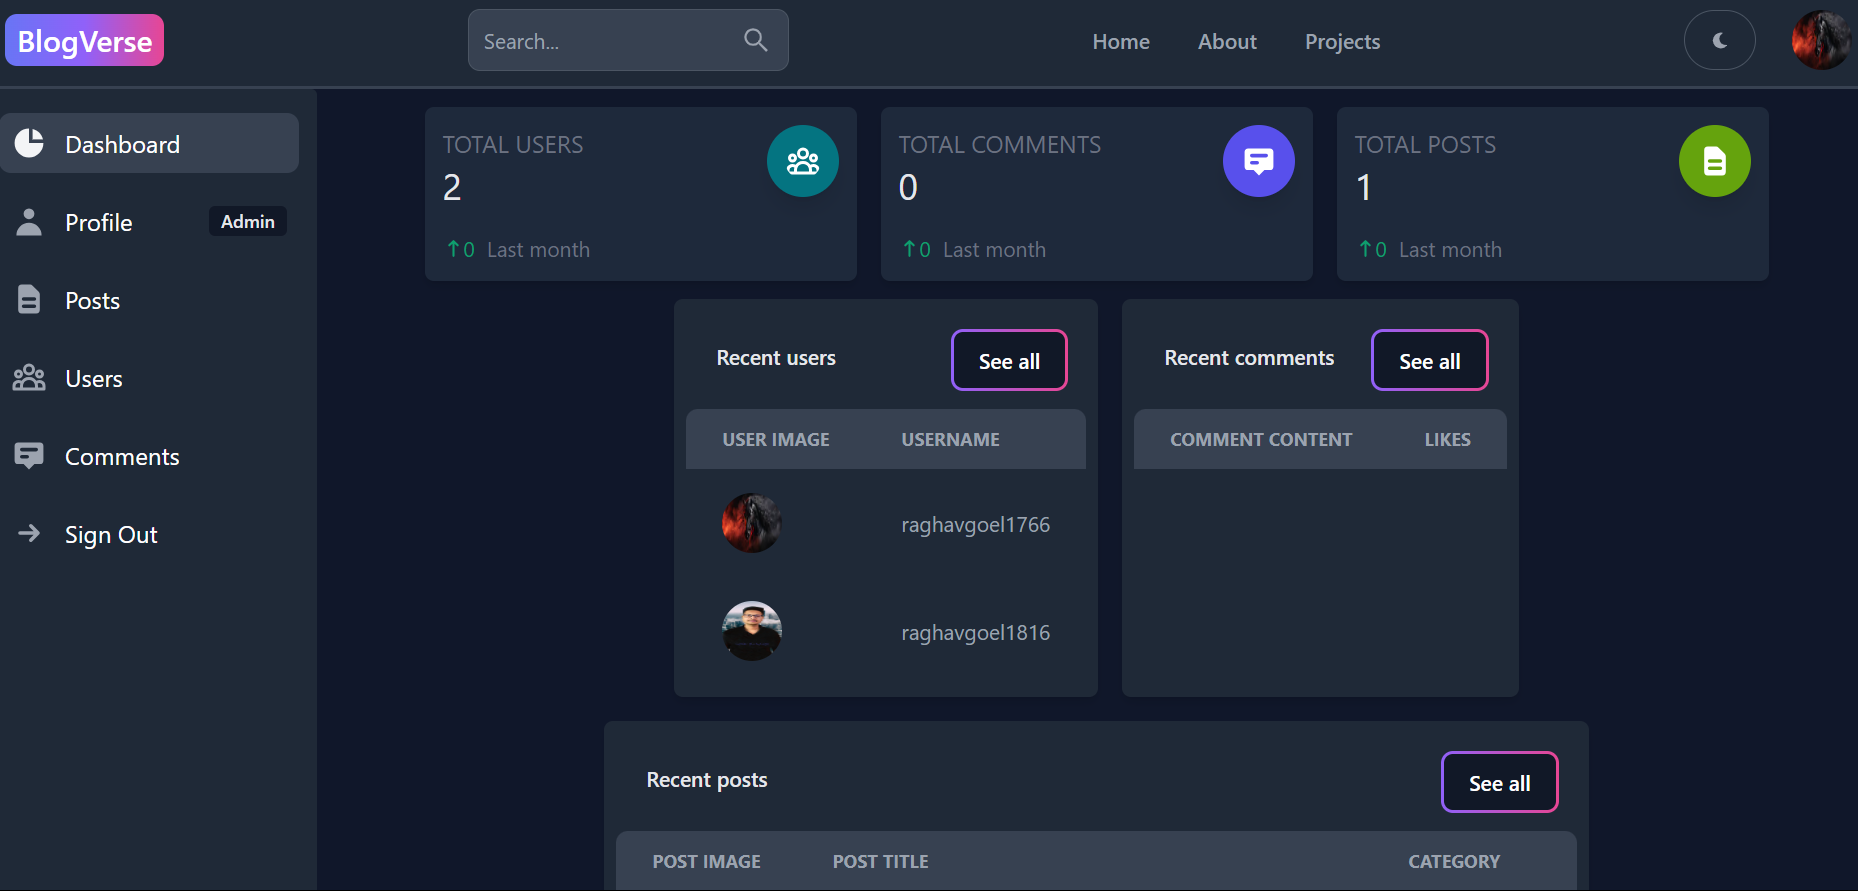 BlogVerse
Search...
Home
About
Projects
Dashboard
Profile
Admin
Posts
Users
Comments
Sign Out
TOTAL USERS
2
↑0 Last month
TOTAL COMMENTS
0
↑0 Last month
TOTAL POSTS
1
↑0 Last month
Recent users
See all
USER IMAGE USERNAME
raghavgoel1766
raghavgoel1816
Recent comments
See all
COMMENT CONTENT LIKES
Recent posts
See all
POST IMAGE POST TITLE CATEGORY